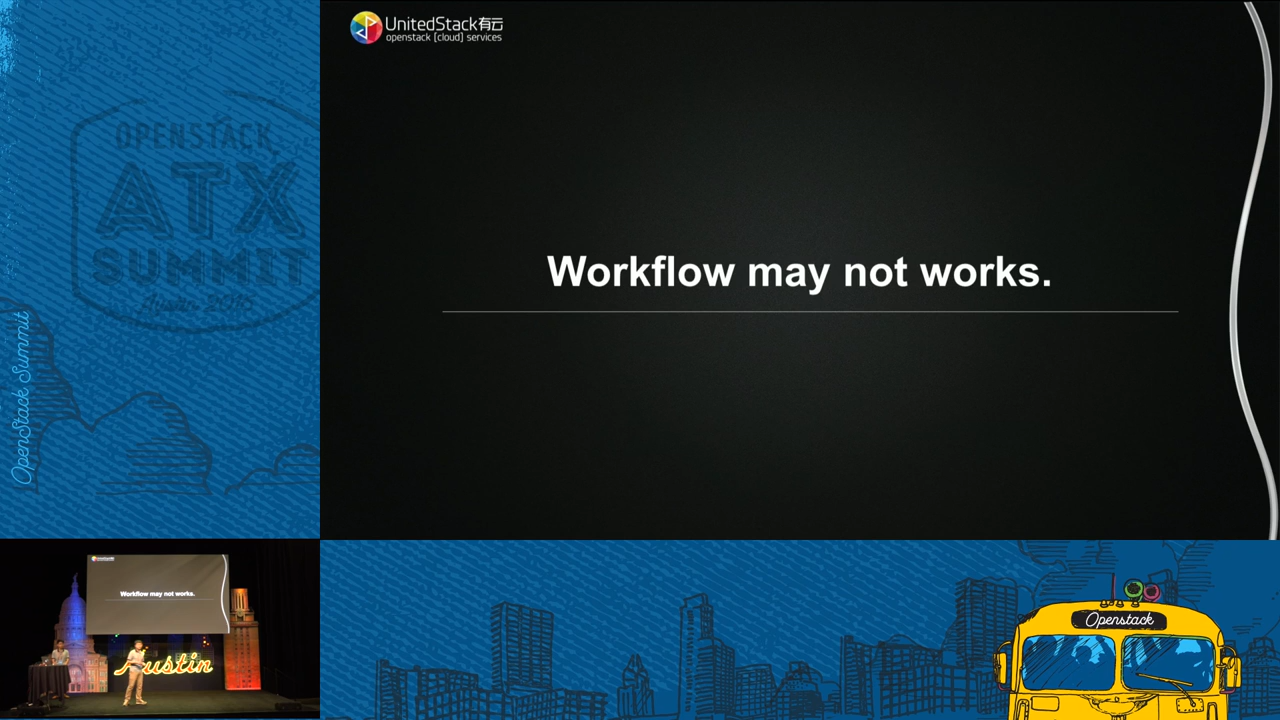 UnitedStack有云
openstack [cloud] services
Workflow may not works.
OPENSTACK
ATX
SUMMIT
Austin 2016
OpenStack Summit
Workflow may not works.
Austin
Openstack